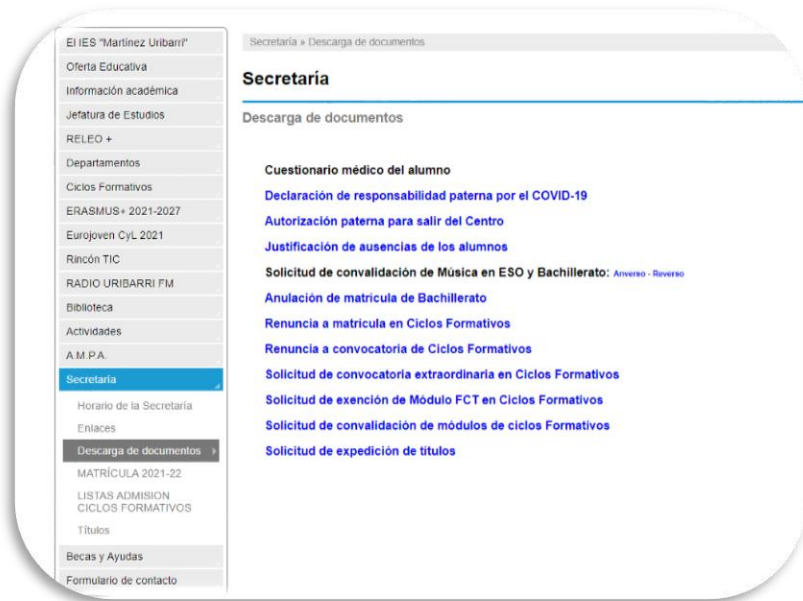 El IES "Martínez Uribarri"
Oferta Educativa
Información académica
Jefatura de Estudios
RELEO +
Departamentos
Ciclos Formativos
ERASMUS+ 2021-2027
Eurojoven CyL 2021
Rincón TIC
RADIO URIBARRI FM
Biblioteca
Actividades
A.M.P.A.
Secretaría
Horario de la Secretaría
Enlaces
Descarga de documentos
MATRÍCULA 2021-22
LISTAS ADMISION
CICLOS FORMATIVOS
Títulos
Becas y Ayudas
Formulario de contacto
Secretaría » Descarga de documentos
Secretaría
Descarga de documentos
Cuestionario médico del alumno
Declaración de responsabilidad paterna por el COVID-19
Autorización paterna para salir del Centro
Justificación de ausencias de los alumnos
Solicitud de convalidación de Música en ESO y Bachillerato: Anverso - Reverso
Anulación de matrícula de Bachillerato
Renuncia a matrícula en Ciclos Formativos
Renuncia a convocatoria de Ciclos Formativos
Solicitud de convocatoria extraordinaria en Ciclos Formativos
Solicitud de exención de Módulo FCT en Ciclos Formativos
Solicitud de convalidación de módulos de ciclos Formativos
Solicitud de expedición de títulos